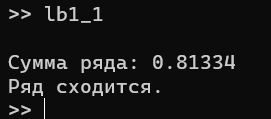 >> lb1_1
Сумма ряда: 0.81334
Ряд сходится.
>>